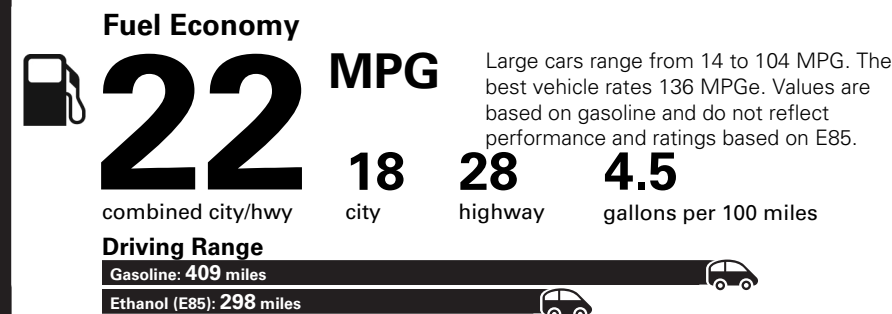 Fuel Economy
22 MPG
Large cars range from 14 to 104 MPG. The
best vehicle rates 136 MPGe. Values are
based on gasoline and do not reflect
performance and ratings based on E85.
18 28 4.5
combined city/hwy city highway gallons per 100 miles
Driving Range
Gasoline: 409 miles
Ethanol (E85): 298 miles